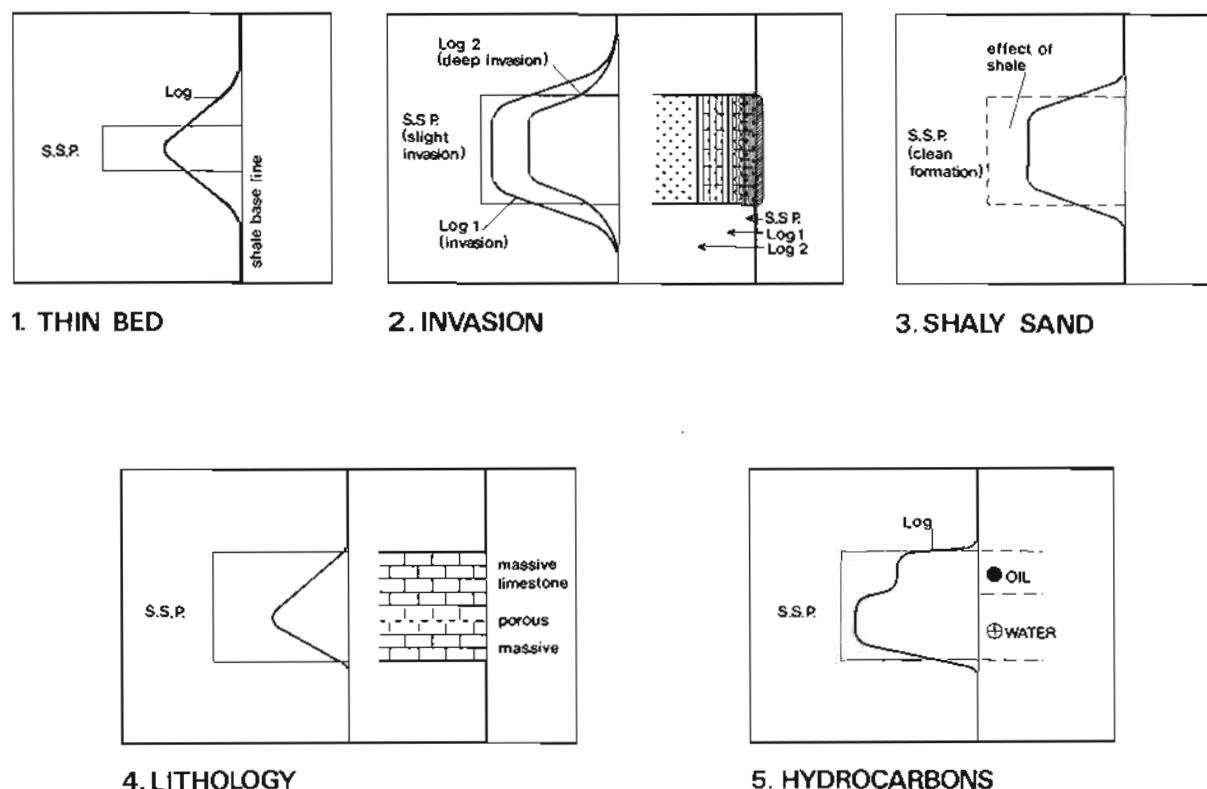 S.S.P.
Log
shale base line
1. THIN BED
Log 2
(deep invasion)
S.S.P.
(slight
invasion)
Log 1
(invasion)
S.S.P.
Log 1
Log 2
2. INVASION
effect of
shale
S.S.P.
(clean
formation)
3. SHALY SAND
S.S.P.
massive
limestone
porous
massive
4. LITHOLOGY
Log
S.S.P.
OIL
WATER
5. HYDROCARBONS